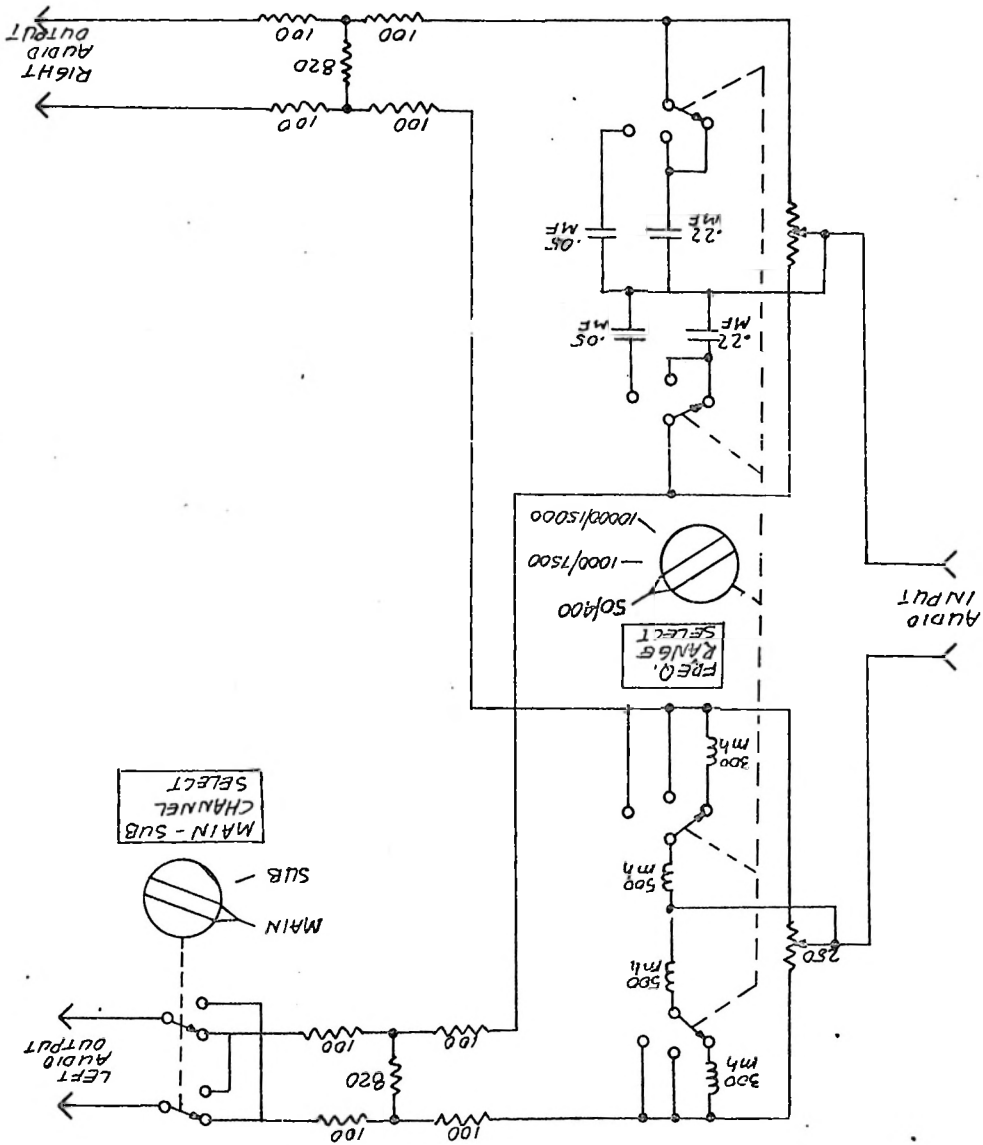 100
100
300
mh
820
LEFT
AUDIO
OUTPUT
100
100
500
mh
250
MAIN
SUB
500
mh
MAIN - SUB
CHANNEL
SELECT
300
mh
FREQ.
RANGE
SELECT
AUDIO
INPUT
50/400
1000/7500
10000/15000
.22
MF
.05
MF
.22
MF
.05
MF
100
100
RIGHT
AUDIO
OUTPUT
820
100
100